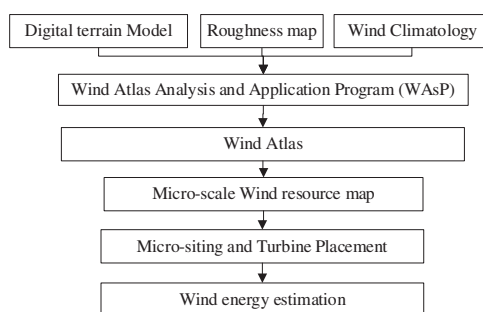 Digital terrain Model
Roughness map
Wind Climatology
Wind Atlas Analysis and Application Program (WAsP)
Wind Atlas
Micro-scale Wind resource map
Micro-siting and Turbine Placement
Wind energy estimation